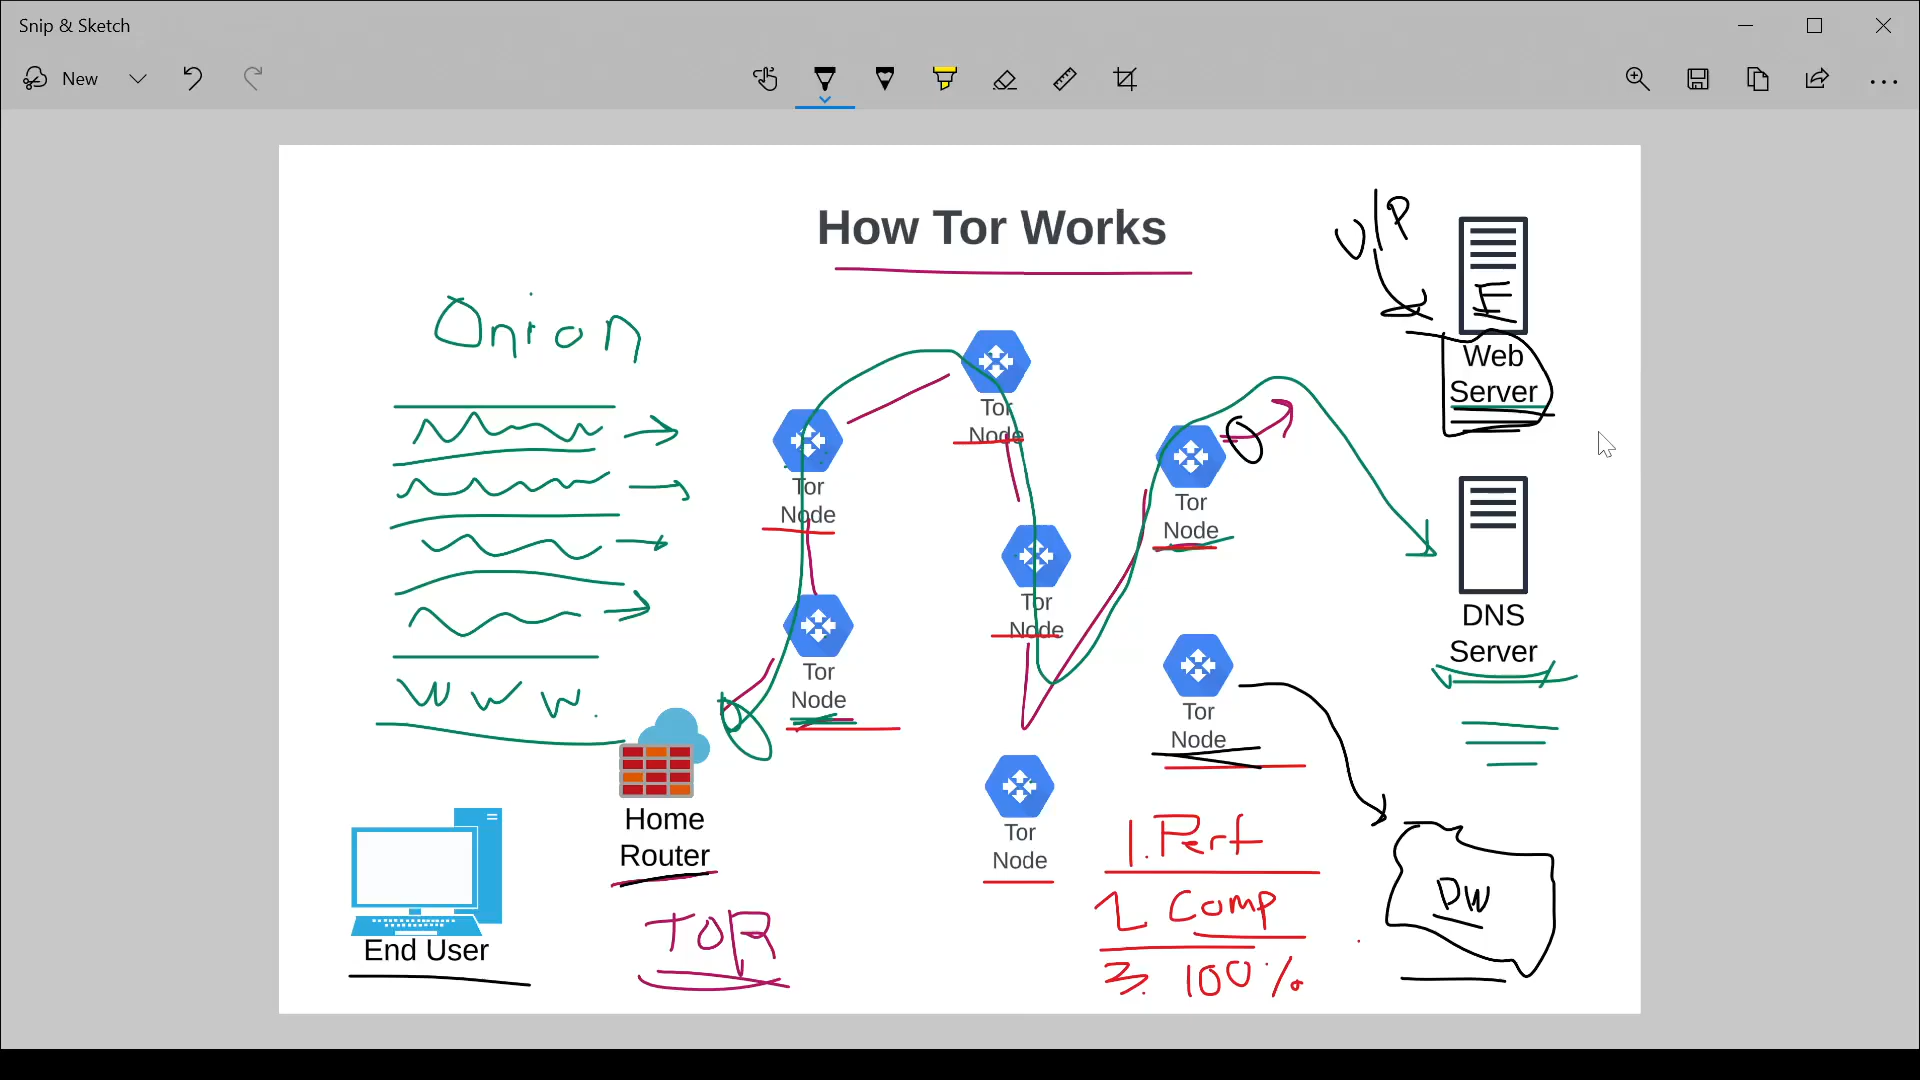 Snip & Sketch
New
How Tor Works
U/P
E
Web
Server
Onion
Tor
Node
Tor
Node
Tor
Node
Tor
Node
DNS
Server
Tor
Node
Tor
Node
www.
Home
Router
Tor
Node
1. Perf
2. Comp
3. 100%
DW
End User
TOR